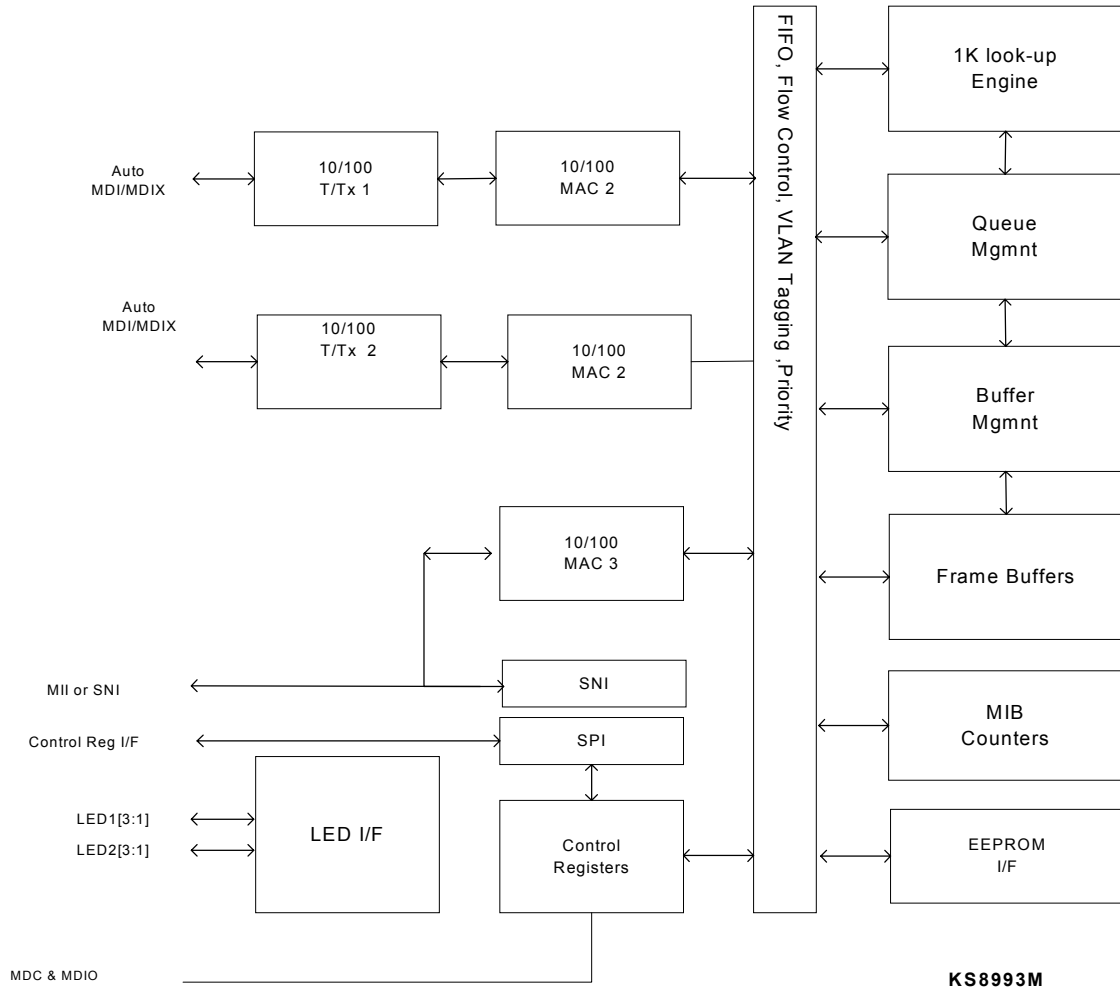 1K look-up
Engine
10/100
T/Tx 1
10/100
MAC 2
Auto
MDI/MDIX
FIFO, Flow Control, VLAN Tagging ,Priority
Queue
Mgmnt
Auto
MDI/MDIX
10/100
T/Tx 2
10/100
MAC 2
Buffer
Mgmnt
10/100
MAC 3
Frame Buffers
MII or SNI
SNI
MIB
Counters
Control Reg I/F
SPI
LED1[3:1]
LED2[3:1]
LED I/F
Control
Registers
EEPROM
I/F
MDC & MDIO
KS8993M